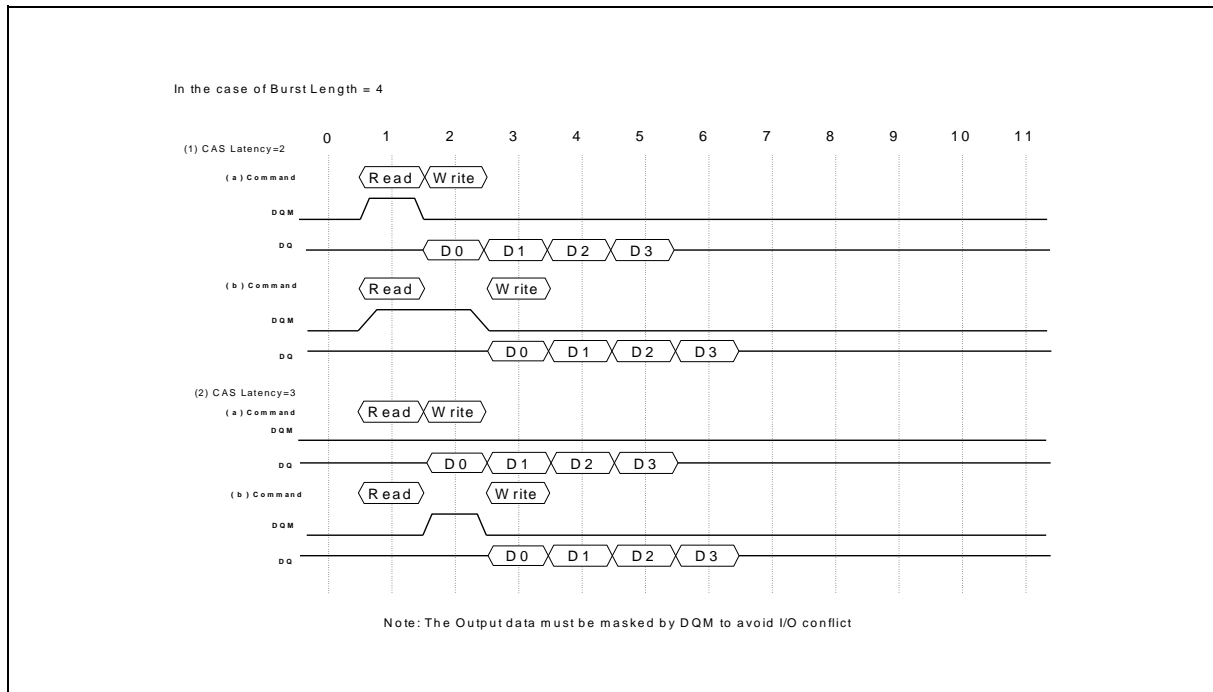 In the case of Burst Length = 4
0 1 2 3 4 5 6 7 8 9 10 11
(1) CAS Latency=2
(a) Command Read Write
DQM
DQ D0 D1 D2 D3
(b) Command Read Write
DQM
DQ D0 D1 D2 D3
(2) CAS Latency=3
(a) Command Read Write
DQM
DQ D0 D1 D2 D3
(b) Command Read Write
DQM
DQ D0 D1 D2 D3
Note: The Output data must be masked by DQM to avoid I/O conflict